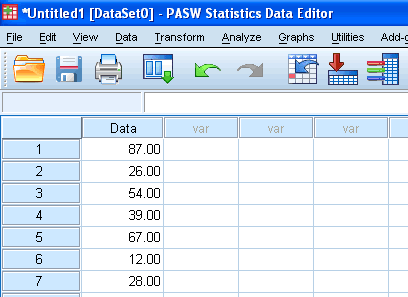 *Untitled1 [DataSet0] - PASW Statistics Data Editor
File Edit View Data Transform Analyze Graphs Utilities Add-
Data var var var
1 87.00
2 26.00
3 54.00
4 39.00
5 67.00
6 12.00
7 28.00